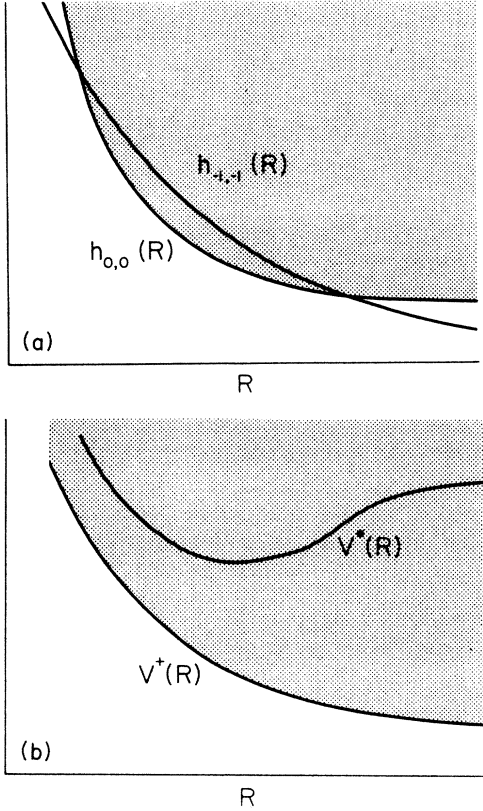 h₋₁,₋₁ (R)
h₀,₀ (R)
(a)
R
V*(R)
V⁺(R)
(b)
R